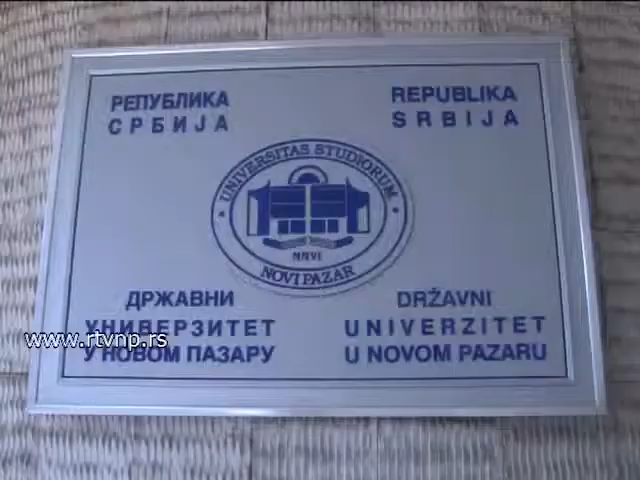 РЕПУБЛИКА
СРБИЈА
REPUBLIKA
SRBIJA
UNIVERSITAS STUDIORUM
NNVI
NOVI PAZAR
ДРЖАВНИ
УНИВЕРЗИТЕТ
У НОВОМ ПАЗАРУ
DRŽAVNI
UNIVERZITET
U NOVOM PAZARU
www.rtvnp.rs